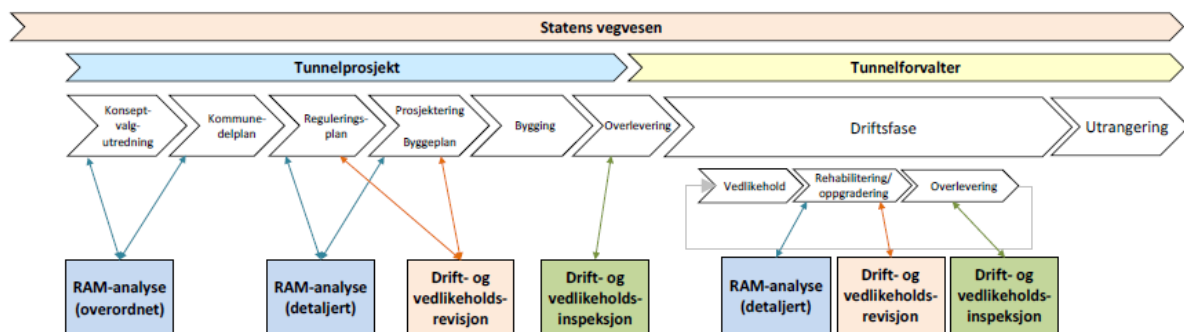 Statens vegvesen
Tunnelprosjekt
Tunnelforvalter
Konsept-
valg-
utredning
Kommune-
delplan
Regulerings-
plan
Prosjektering
Byggeplan
Bygging
Overlevering
Driftsfase
Utrangering
Vedlikehold
Rehabilitering/
oppgradering
Overlevering
RAM-analyse
(overordnet)
RAM-analyse
(detaljert)
Drift- og
vedlikeholds-
revisjon
Drift- og
vedlikeholds-
inspeksjon
RAM-analyse
(detaljert)
Drift- og
vedlikeholds-
revisjon
Drift- og
vedlikeholds-
inspeksjon